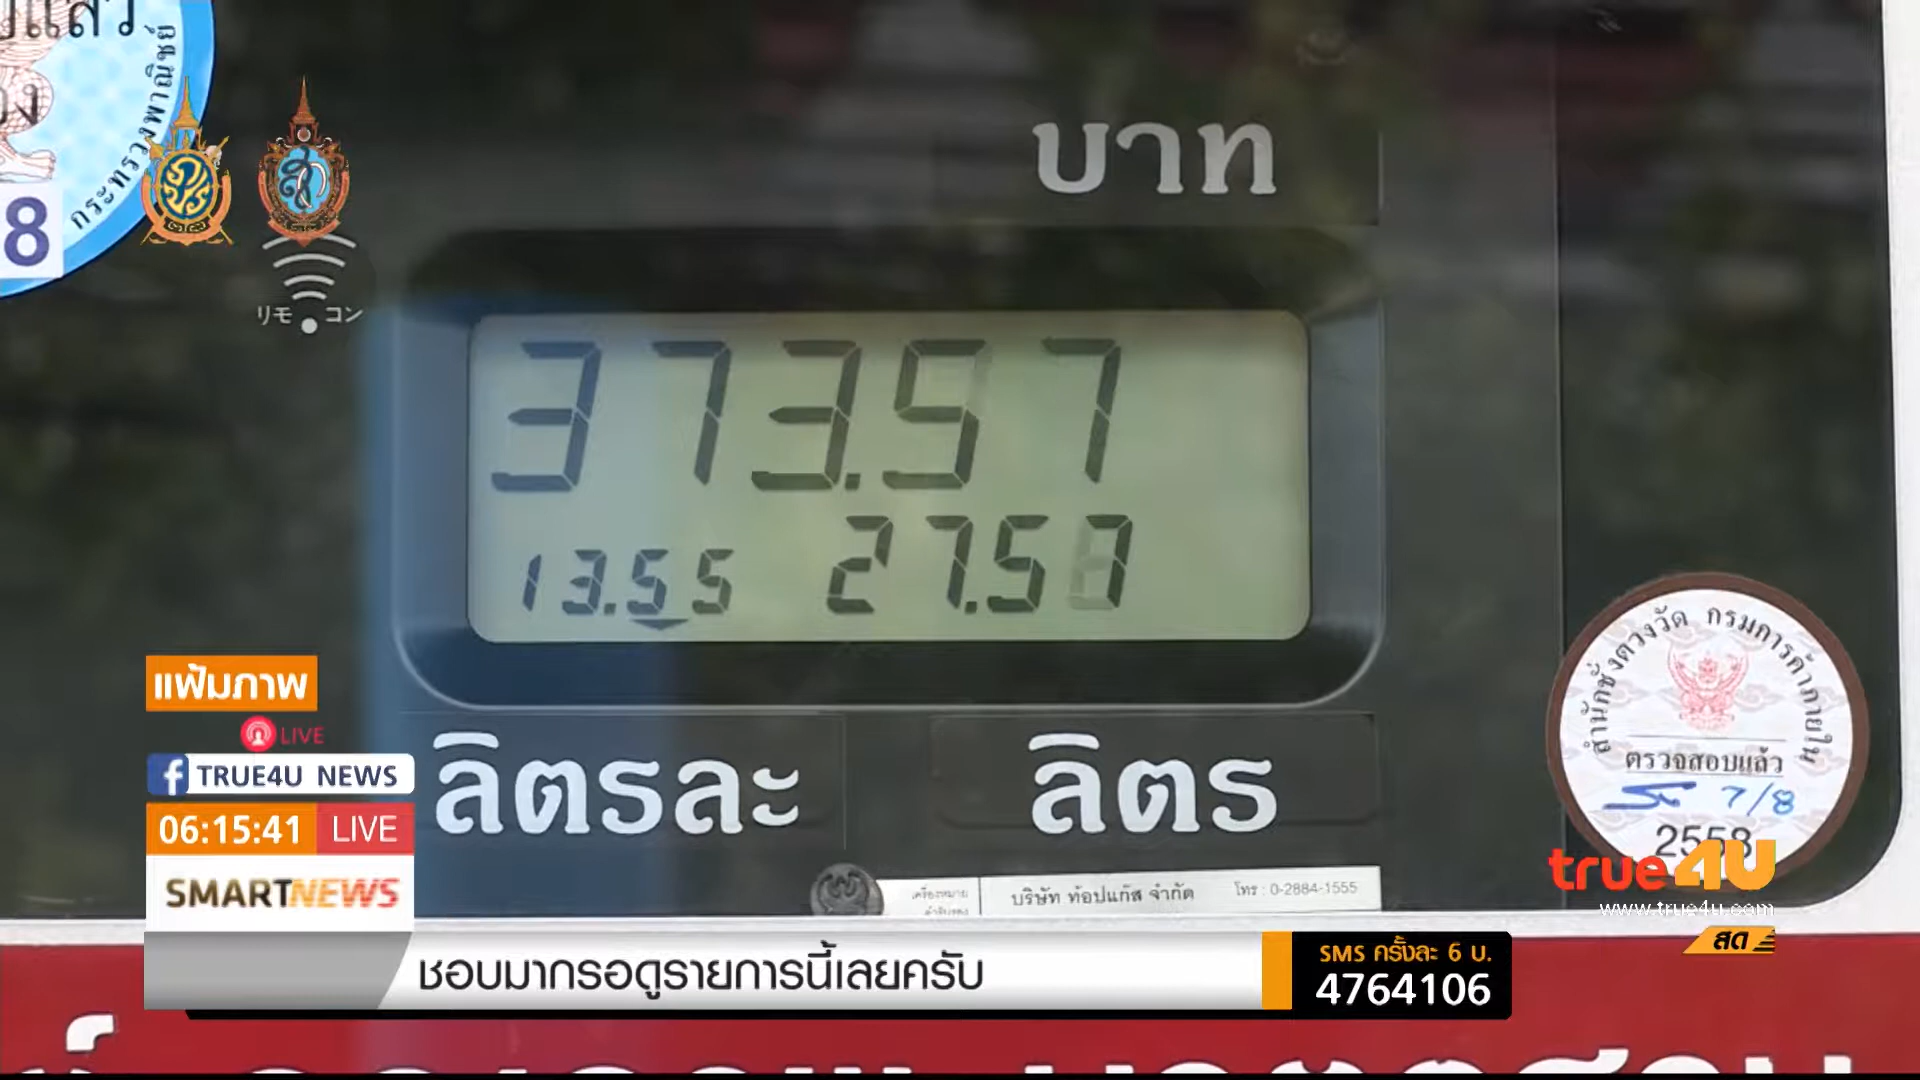 กระทรวงพาณิชย์
8
リモ コン
บาท
373.57
13.55 27.57
ลิตรละ ลิตร
สำนักชั่งตวงวัด กรมการค้าภายใน
ตรวจสอบแล้ว
7/8
2558
บริษัท ท้อปแก๊ส จำกัด โทร : 0-2884-1555
แฟ้มภาพ
LIVE
f TRUE4U NEWS
06:15:41 LIVE
SMARTNEWS
true4U
www.true4u.com
สด
ชอบมากรอดูรายการนี้เลยครับ
SMS ครั้งละ 6 บ.
4764106